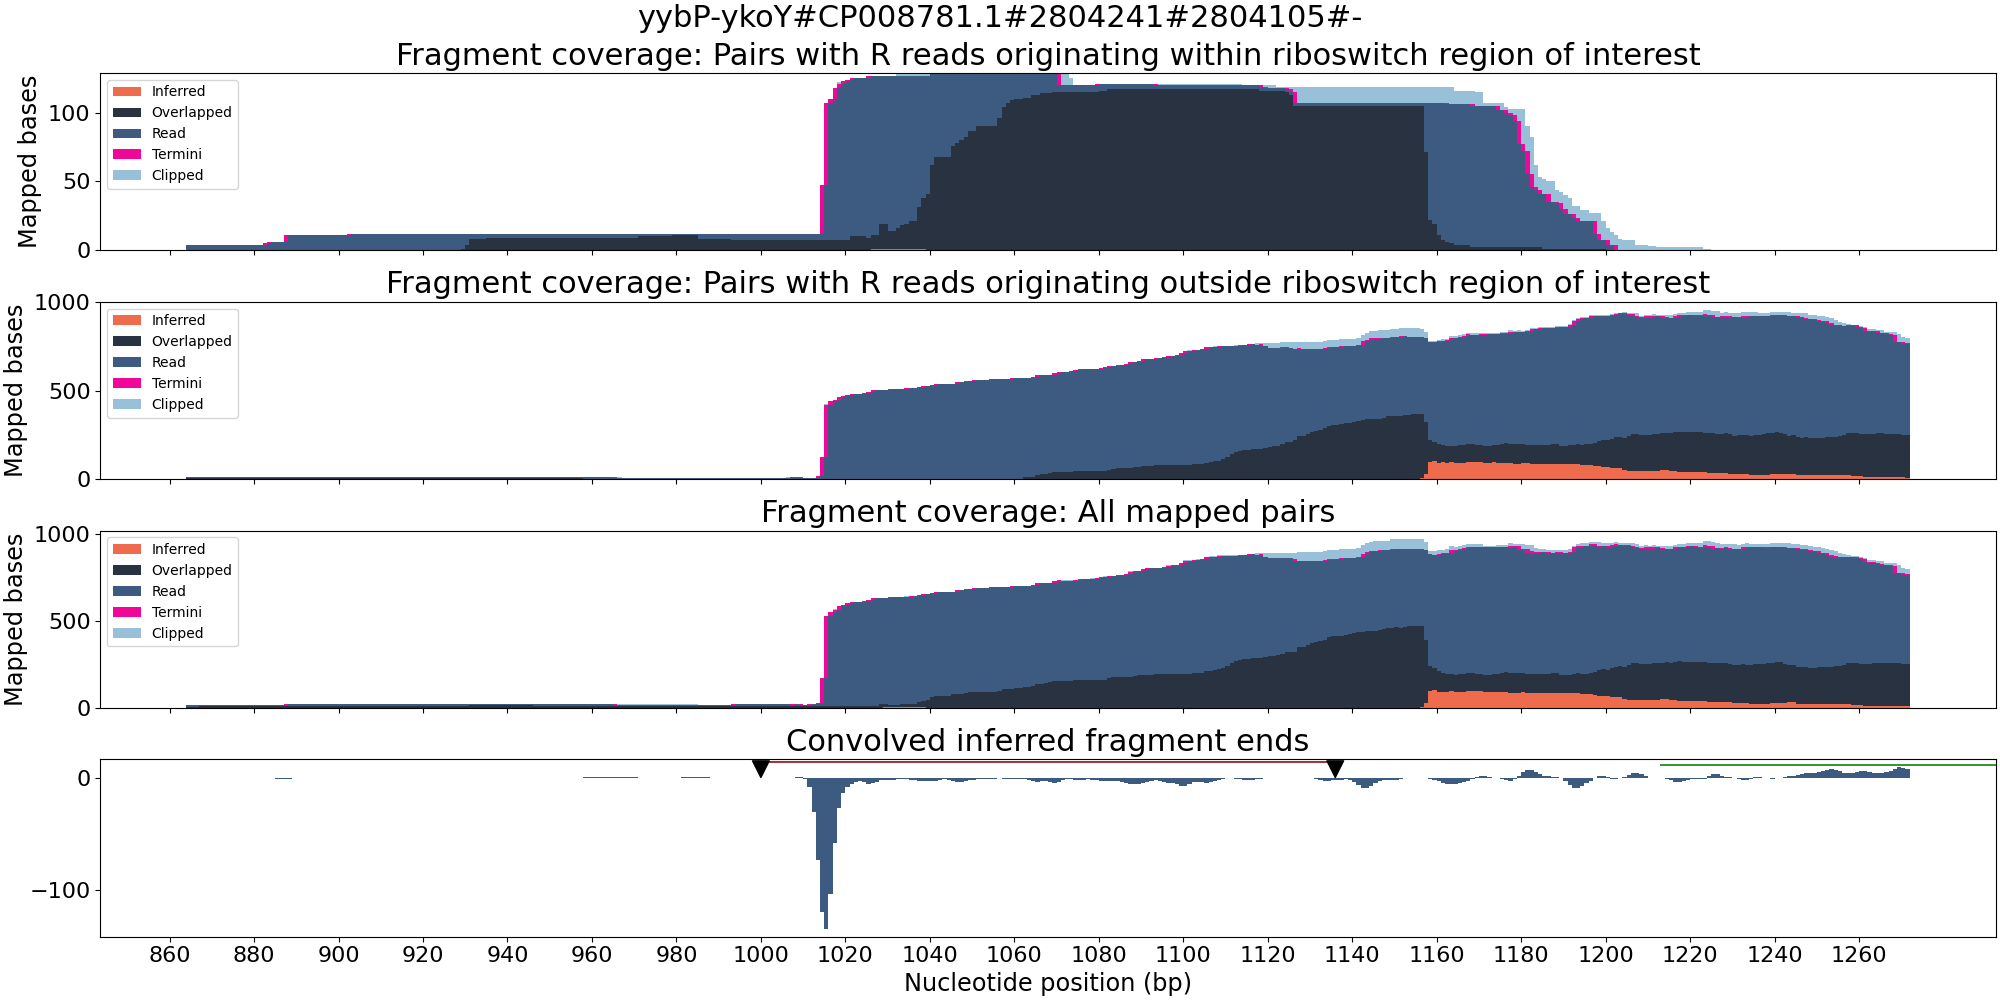 yybP-ykoY#CP008781.1#2804241#2804105#-
Fragment coverage: Pairs with R reads originating within riboswitch region of interest
Mapped bases
100
50
0
Inferred
Overlapped
Read
Termini
Clipped
Fragment coverage: Pairs with R reads originating outside riboswitch region of interest
Mapped bases
1000
500
0
Inferred
Overlapped
Read
Termini
Clipped
Fragment coverage: All mapped pairs
Mapped bases
1000
500
0
Inferred
Overlapped
Read
Termini
Clipped
Convolved inferred fragment ends
0
−100
860 880 900 920 940 960 980 1000 1020 1040 1060 1080 1100 1120 1140 1160 1180 1200 1220 1240 1260
Nucleotide position (bp)